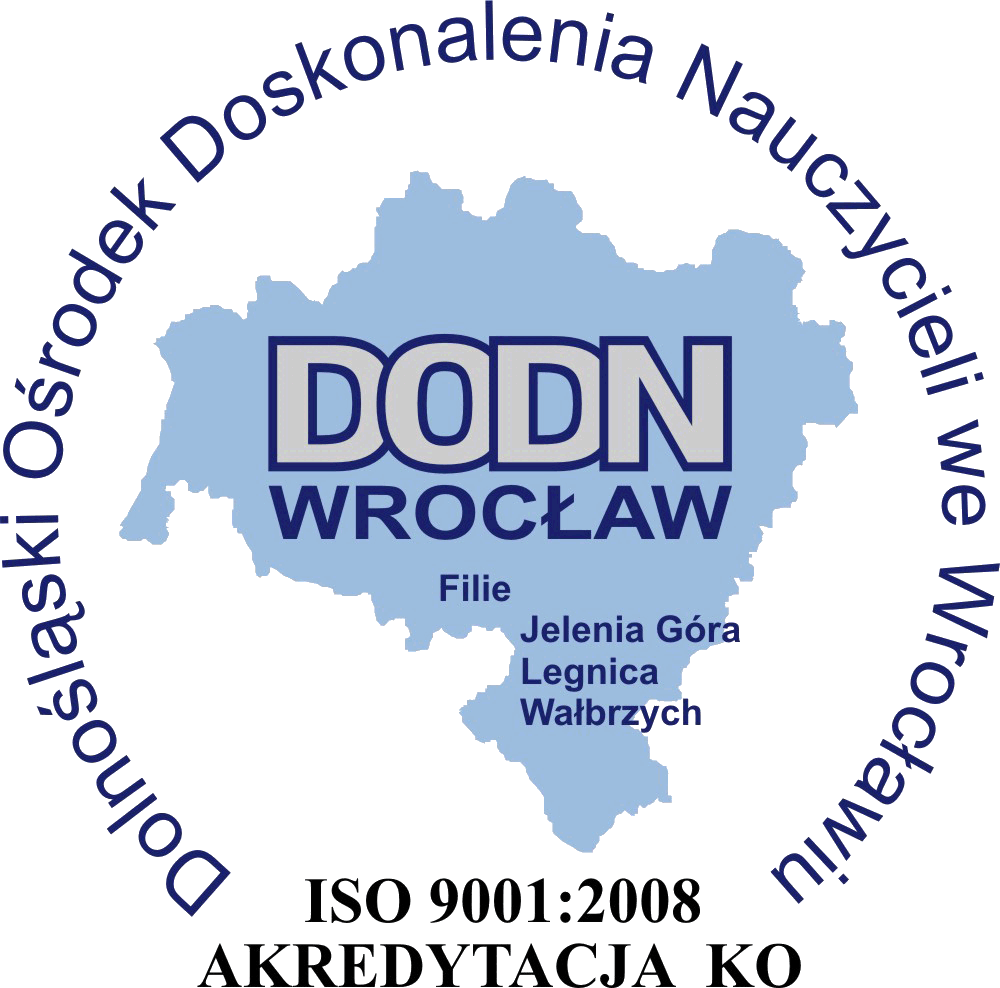 Dolnośląski Ośrodek Doskonalenia Nauczycieli we Wrocławiu
DODN
WROCŁAW
Filie
Jelenia Góra
Legnica
Wałbrzych
ISO 9001:2008
AKREDYTACJA KO